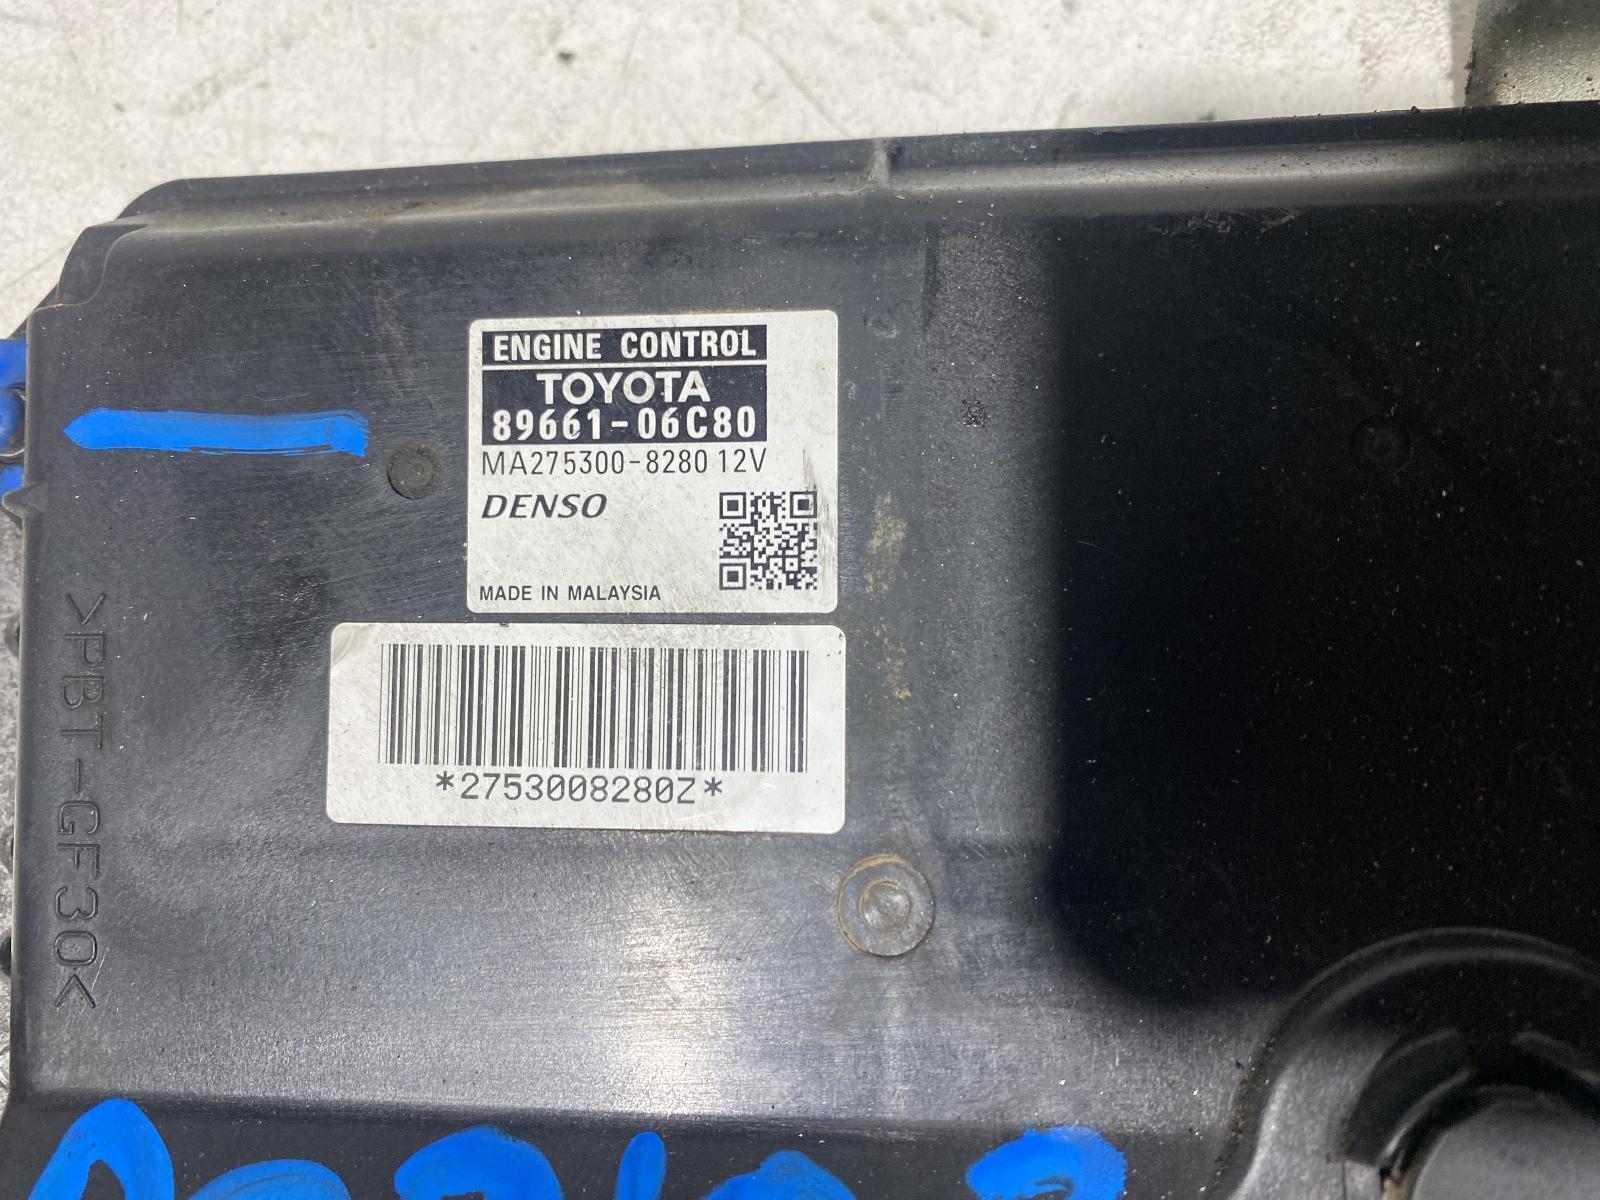 ENGINE CONTROL
TOYOTA
89661-06C80
MA275300-8280 12V
DENSO
MADE IN MALAYSIA
*2753008280Z*
>PBT-GF30<